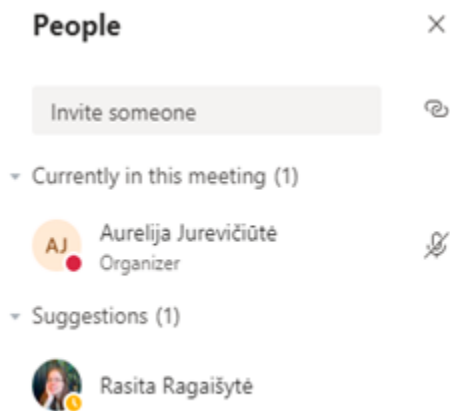 People
Invite someone
Currently in this meeting (1)
AJ
Aurelija Jurevičiūtė
Organizer
Suggestions (1)
Rasita Ragaišytė